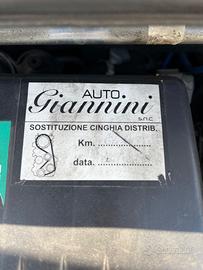 AUTO
Giannini
s.n.c.
SOSTITUZIONE CINGHIA DISTRIB.
Km. ............
data. ............